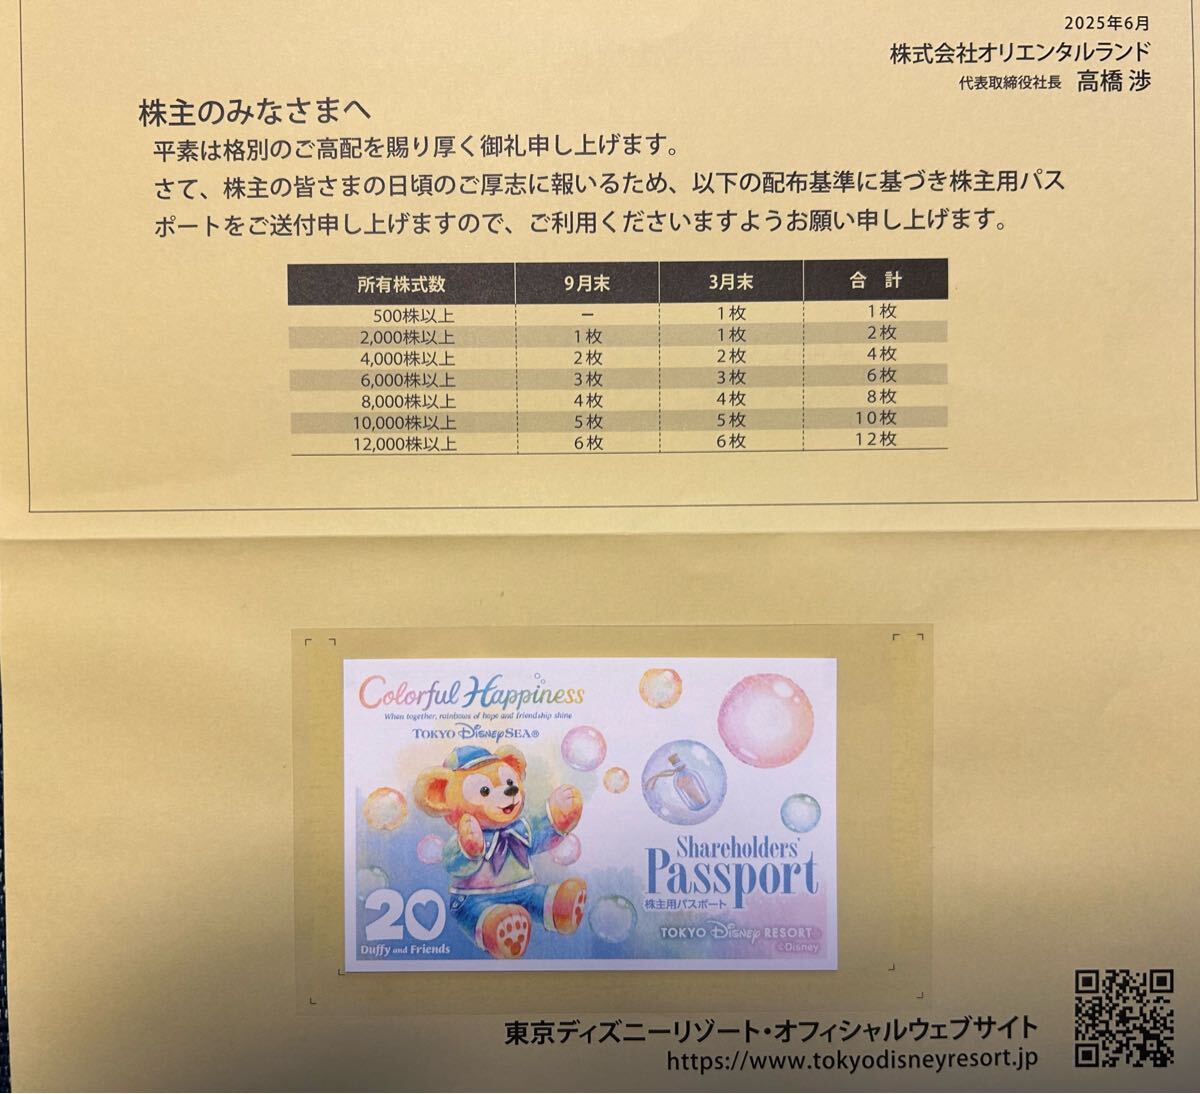 2025年6月
株式会社オリエンタルランド
代表取締役社長 高橋 渉
株主のみなさまへ
平素は格別のご高配を賜り厚く御礼申し上げます。
さて、株主の皆さまの日頃のご厚志に報いるため、以下の配布基準に基づき株主用パス
ポートをご送付申し上げますので、ご利用くださいますようお願い申し上げます。
所有株式数 9月末 3月末 合 計
500株以上 － 1枚 1枚
2,000株以上 1枚 1枚 2枚
4,000株以上 2枚 2枚 4枚
6,000株以上 3枚 3枚 6枚
8,000株以上 4枚 4枚 8枚
10,000株以上 5枚 5枚 10枚
12,000株以上 6枚 6枚 12枚
Colorful Happiness
When together, rainbows of hope and friendship shine
TOKYO DISNEYSEA®
20
Duffy and Friends
Shareholders'
Passport
株主用パスポート
TOKYO Disney RESORT
©Disney
東京ディズニーリゾート・オフィシャルウェブサイト
https://www.tokyodisneyresort.jp